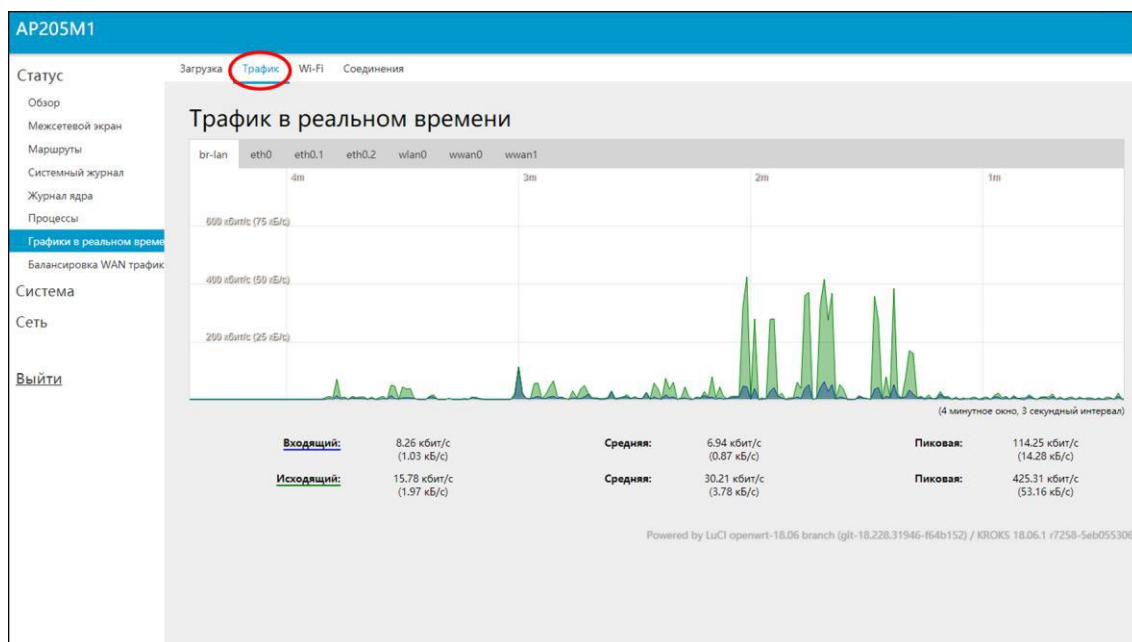 AP205M1
Статус
Обзор
Межсетевой экран
Маршруты
Системный журнал
Журнал ядра
Процессы
Графики в реальном време
Балансировка WAN трафик
Система
Сеть
Выйти
Загрузка Трафик Wi-Fi Соединения
Трафик в реальном времени
br-lan eth0 eth0.1 eth0.2 wlan0 wwan0 wwan1
4m 3m 2m 1m
600 кбит/с (75 кБ/с)
400 кбит/с (50 кБ/с)
200 кбит/с (25 кБ/с)
(4 минутное окно, 3 секундный интервал)
Входящий: 8.26 кбит/с Средняя: 6.94 кбит/с Пиковая: 114.25 кбит/с
(1.03 кБ/с) (0.87 кБ/с) (14.28 кБ/с)
Исходящий: 15.78 кбит/с Средняя: 30.21 кбит/с Пиковая: 425.31 кбит/с
(1.97 кБ/с) (3.78 кБ/с) (53.16 кБ/с)
Powered by LuCI openwrt-18.06 branch (git-18.228.31946-f64b152) / KROKS 18.06.1 r7258-5eb055306